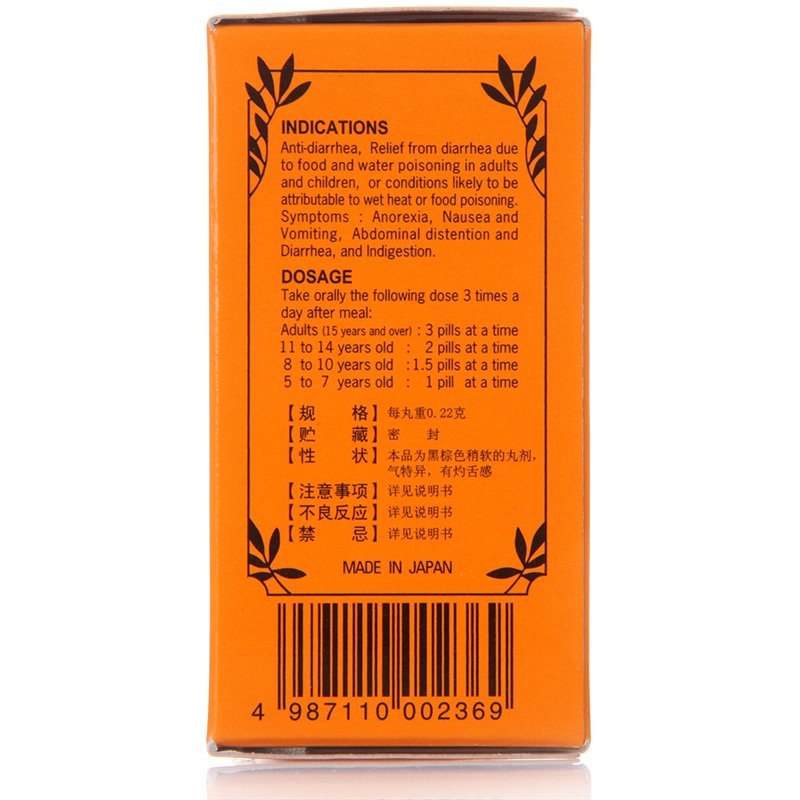 INDICATIONS
Anti-diarrhea, Relief from diarrhea due
to food and water poisoning in adults
and children, or conditions likely to be
attributable to wet heat or food poisoning.
Symptoms : Anorexia, Nausea and
Vomiting, Abdominal distention and
Diarrhea, and Indigestion.
DOSAGE
Take orally the following dose 3 times a
day after meal:
Adults (15 years and over) : 3 pills at a time
11 to 14 years old : 2 pills at a time
8 to 10 years old : 1.5 pills at a time
5 to 7 years old : 1 pill at a time
【规 格】每丸重0.22克
【贮 藏】密 封
【性 状】本品为黑棕色稍软的丸剂,
气特异, 有灼舌感
【注意事项】详见说明书
【不良反应】详见说明书
【禁 忌】详见说明书
MADE IN JAPAN
4 987110 002369